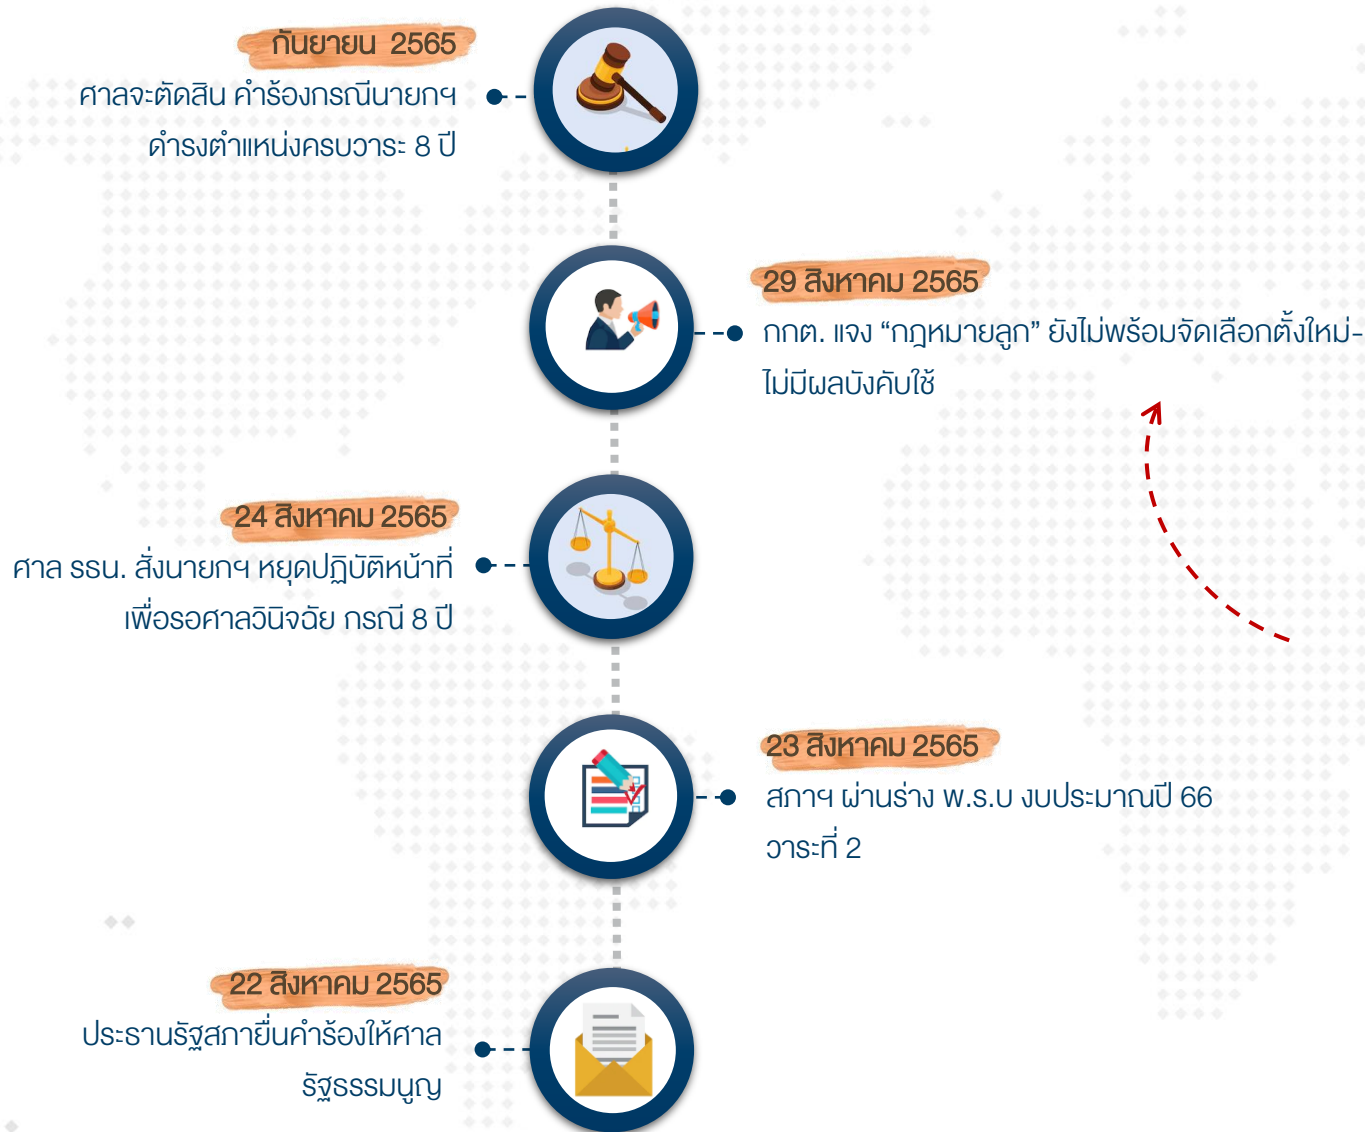 กันยายน 2565
ศาลจะตัดสิน คำร้องกรณีนายกฯ
ดำรงตำแหน่งครบวาระ 8 ปี
29 สิงหาคม 2565
กกต. แจง “กฎหมายลูก” ยังไม่พร้อมจัดเลือกตั้งใหม่-
ไม่มีผลบังคับใช้
24 สิงหาคม 2565
ศาล รธน. สั่งนายกฯ หยุดปฏิบัติหน้าที่
เพื่อรอศาลวินิจฉัย กรณี 8 ปี
23 สิงหาคม 2565
สภาฯ ผ่านร่าง พ.ร.บ งบประมาณปี 66
วาระที่ 2
22 สิงหาคม 2565
ประธานรัฐสภายื่นคำร้องให้ศาล
รัฐธรรมนูญ